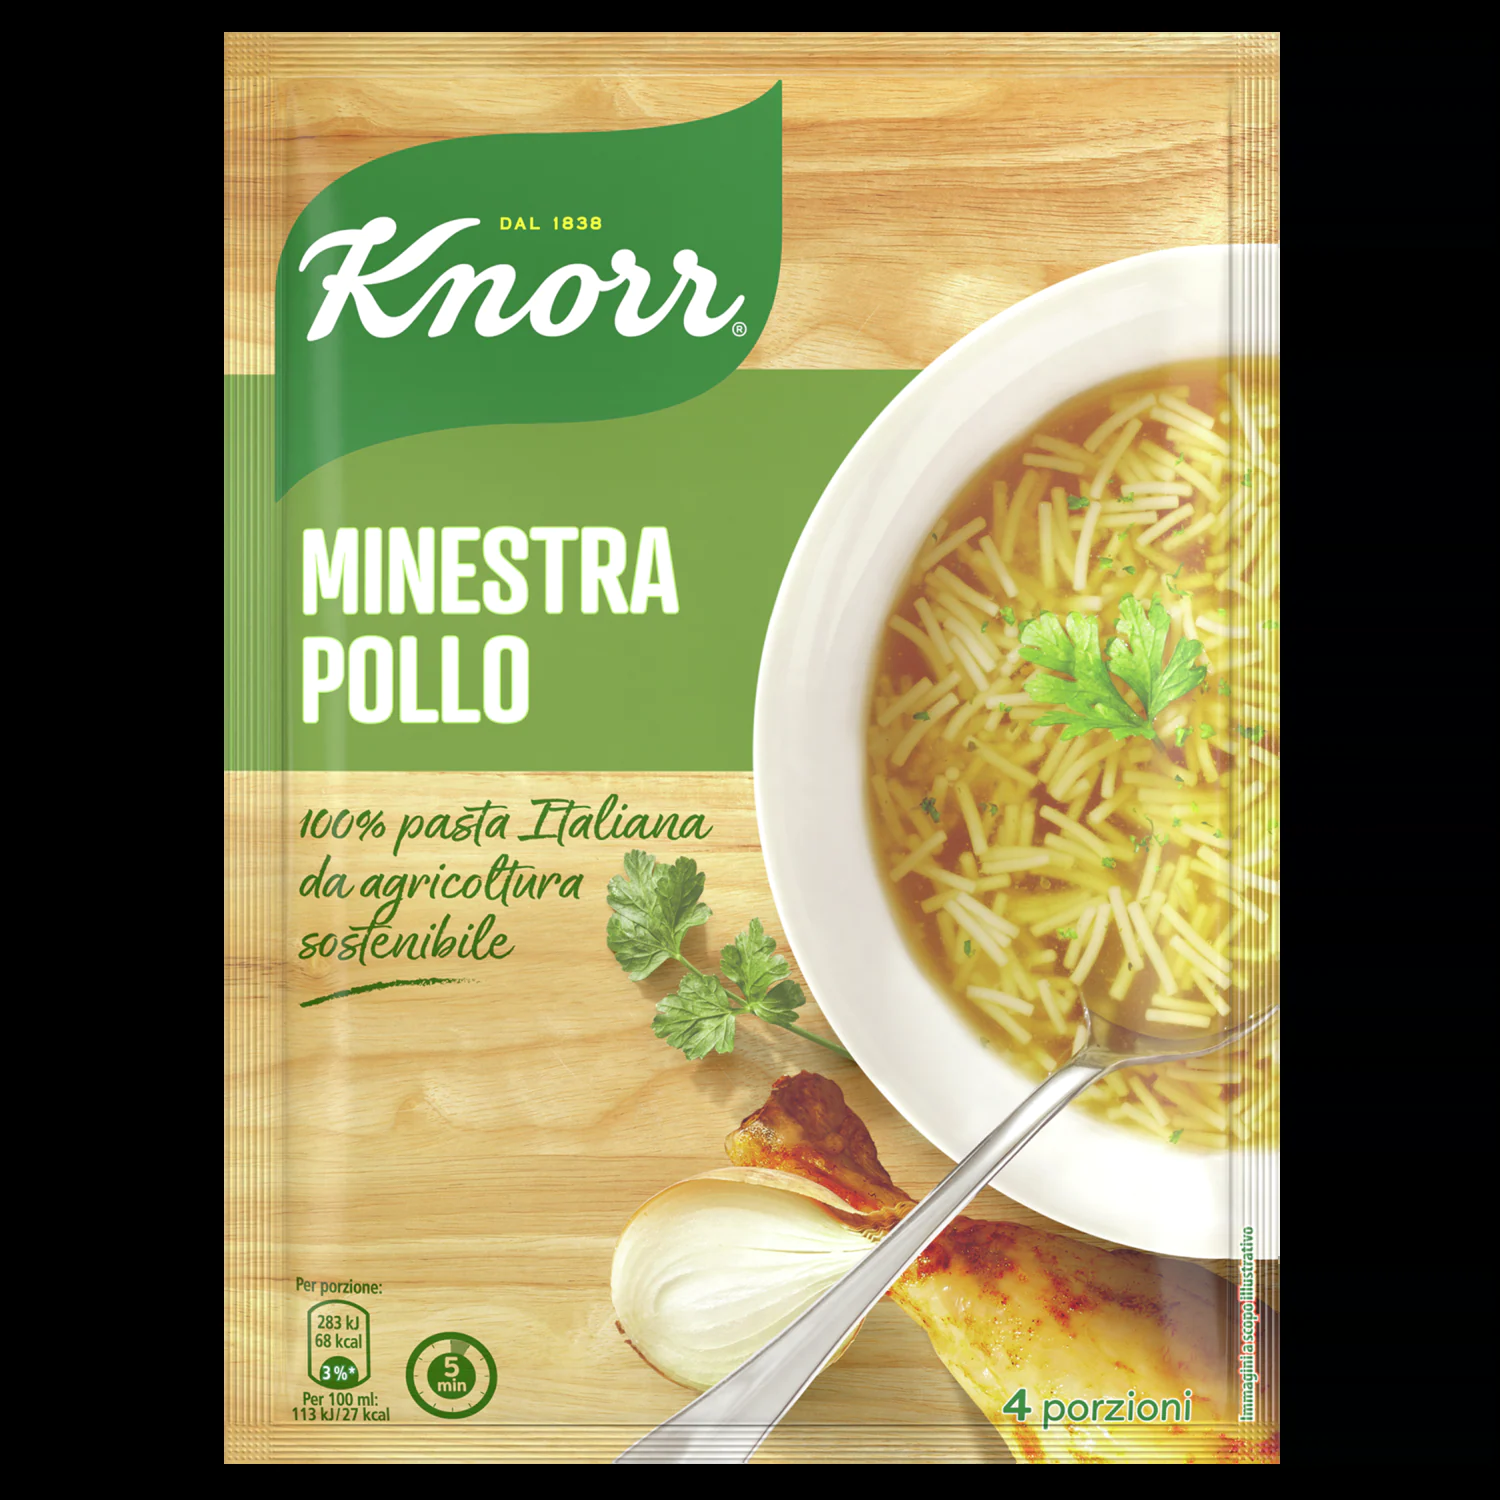 DAL 1838
Knorr®
MINESTRA
POLLO
100% pasta Italiana
da agricoltura
sostenibile
Per porzione:
283 kJ
68 kcal
3%*
Per 100 ml:
113 kJ/27 kcal
5
min
4 porzioni
Immagini a scopo illustrativo